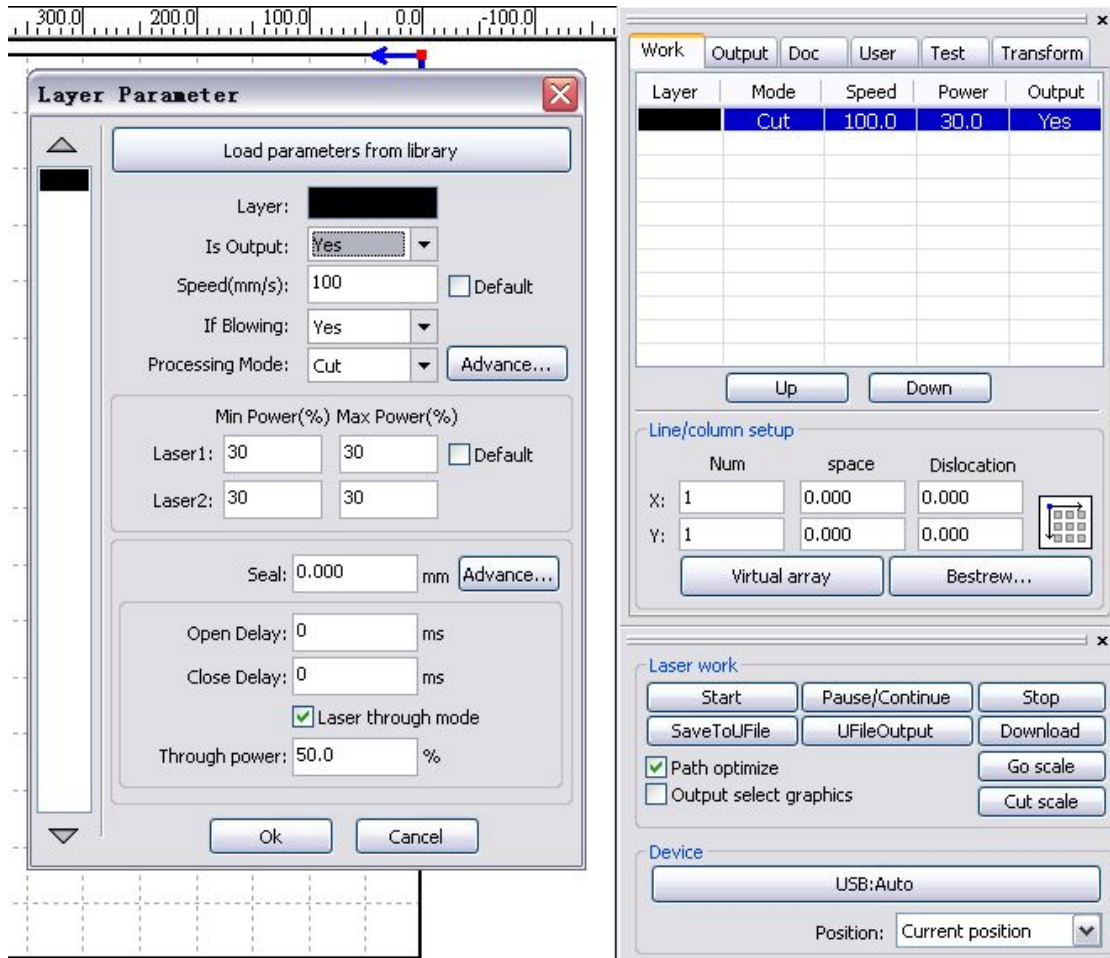 300.0 200.0 100.0 0.0 -100.0
Layer Parameter
Load parameters from library
Layer:
Is Output: Yes
Speed(mm/s): 100 Default
If Blowing: Yes
Processing Mode: Cut Advance...
Min Power(%) Max Power(%)
Laser1: 30 30 Default
Laser2: 30 30
Seal: 0.000 mm Advance...
Open Delay: 0 ms
Close Delay: 0 ms
Laser through mode
Through power: 50.0 %
Ok Cancel
Work Output Doc User Test Transform
Layer Mode Speed Power Output
Cut 100.0 30.0 Yes
Up Down
Line/column setup
Num space Dislocation
X: 1 0.000 0.000
Y: 1 0.000 0.000
Virtual array Bestrew...
Laser work
Start Pause/Continue Stop
SaveToUFile UFileOutput Download
Path optimize Go scale
Output select graphics Cut scale
Device
USB:Auto
Position: Current position